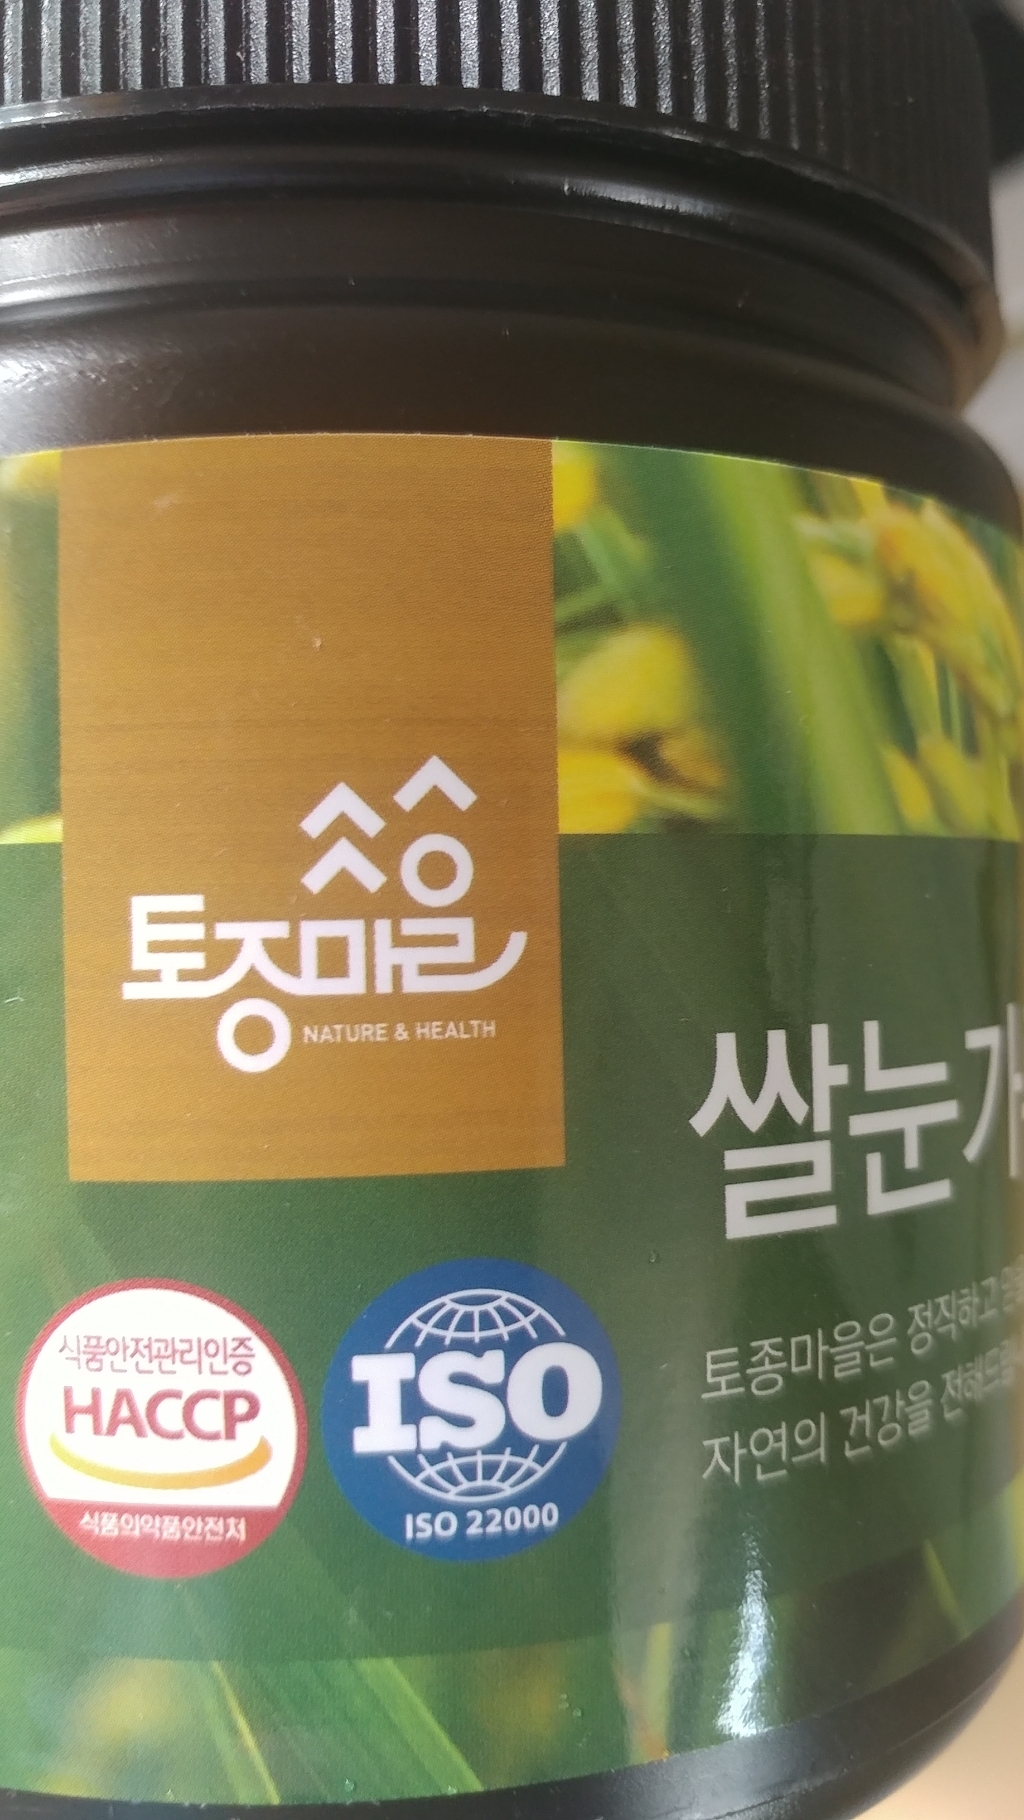 토종마을
NATURE & HEALTH
쌀눈가
토종마을은 정직하고
자연의 건강을
식품안전관리인증
HACCP
식품의약품안전처
ISO
ISO 22000